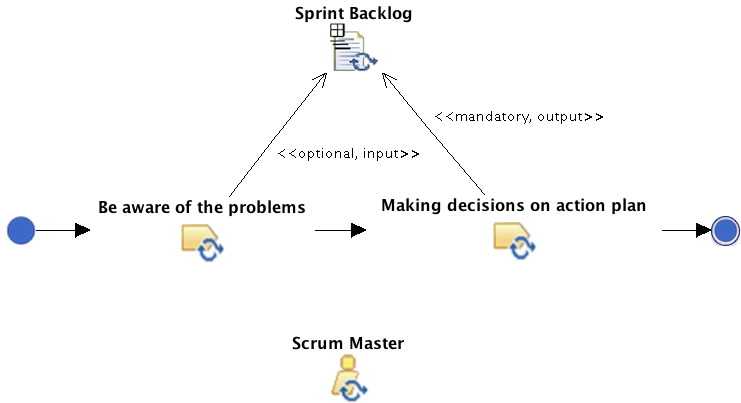 Sprint Backlog
<<mandatory, output>>
<<optional, input>>
Be aware of the problems
Making decisions on action plan
Scrum Master